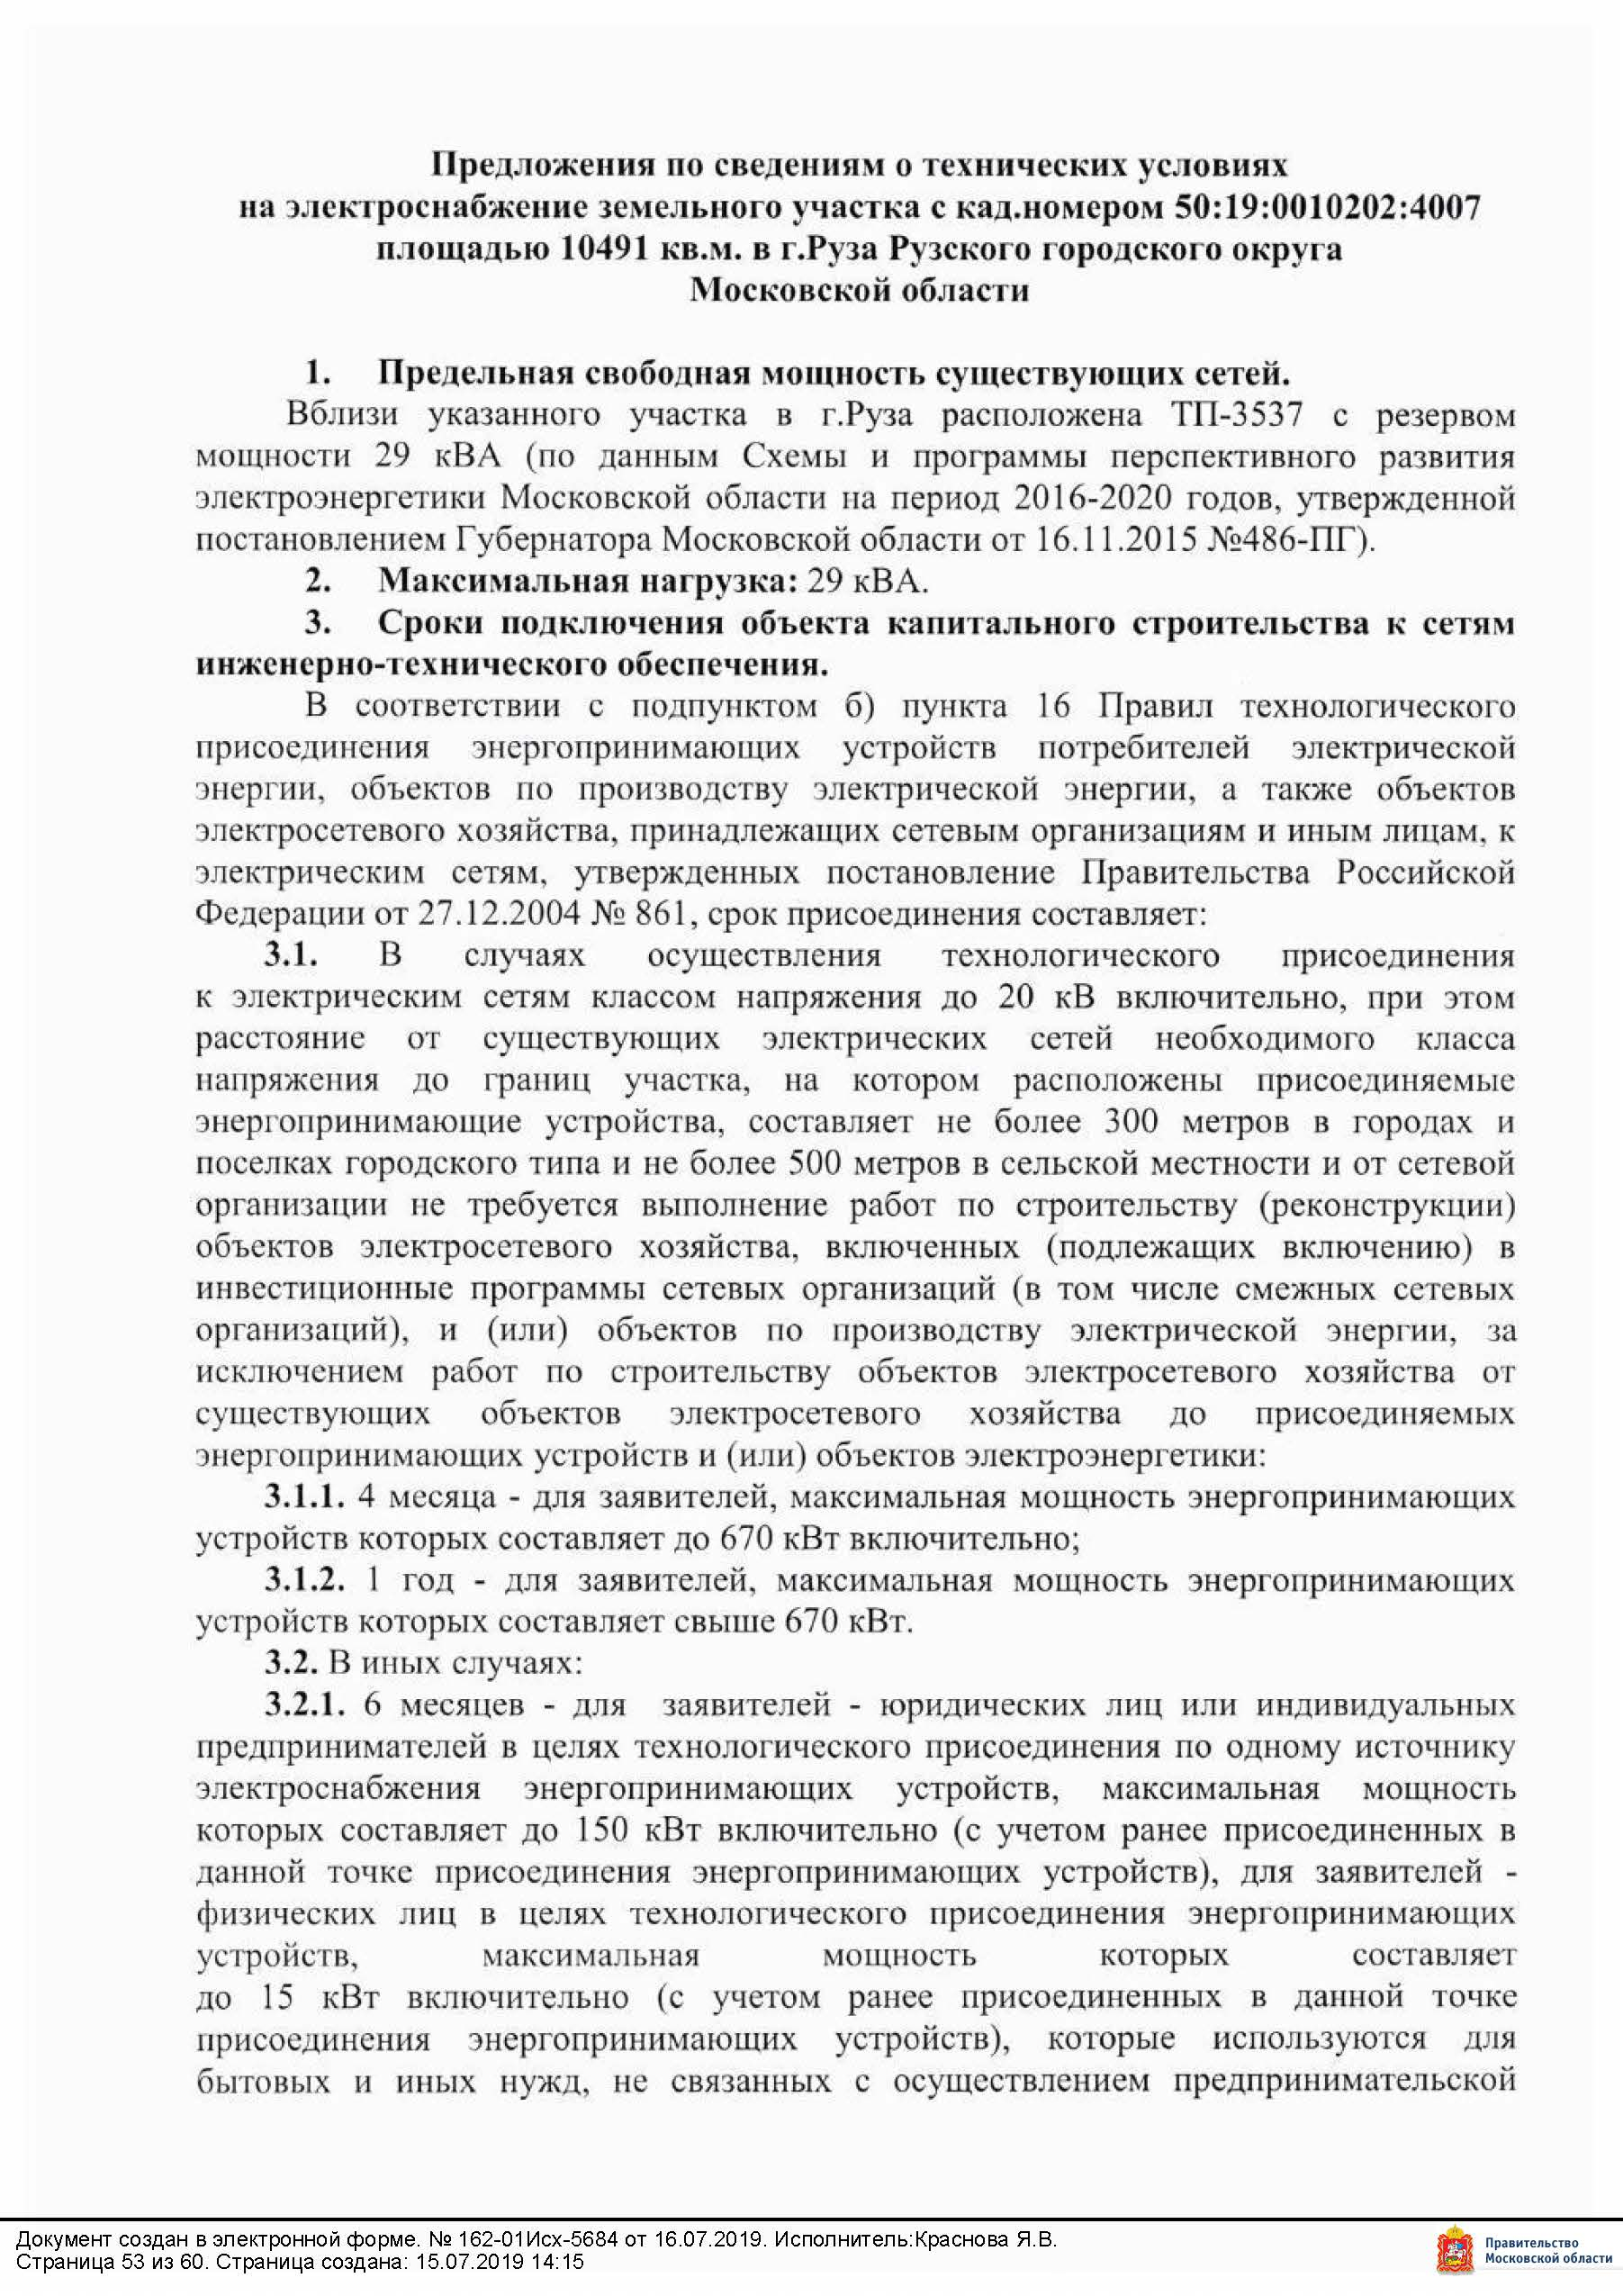 Предложения по сведениям о технических условиях
на электроснабжение земельного участка с кад.номером 50:19:0010202:4007
площадью 10491 кв.м. в г.Руза Рузского городского округа
Московской области
1. Предельная свободная мощность существующих сетей.
Вблизи указанного участка в г.Руза расположена ТП-3537 с резервом
мощности 29 кВА (по данным Схемы и программы перспективного развития
электроэнергетики Московской области на период 2016-2020 годов, утвержденной
постановлением Губернатора Московской области от 16.11.2015 №486-ПГ).
2. Максимальная нагрузка: 29 кВА.
3. Сроки подключения объекта капитального строительства к сетям
инженерно-технического обеспечения.
В соответствии с подпунктом б) пункта 16 Правил технологического
присоединения энергопринимающих устройств потребителей электрической
энергии, объектов по производству электрической энергии, а также объектов
электросетевого хозяйства, принадлежащих сетевым организациям и иным лицам, к
электрическим сетям, утвержденных постановление Правительства Российской
Федерации от 27.12.2004 № 861, срок присоединения составляет:
3.1. В случаях осуществления технологического присоединения
к электрическим сетям классом напряжения до 20 кВ включительно, при этом
расстояние от существующих электрических сетей необходимого класса
напряжения до границ участка, на котором расположены присоединяемые
энергопринимающие устройства, составляет не более 300 метров в городах и
поселках городского типа и не более 500 метров в сельской местности и от сетевой
организации не требуется выполнение работ по строительству (реконструкции)
объектов электросетевого хозяйства, включенных (подлежащих включению) в
инвестиционные программы сетевых организаций (в том числе смежных сетевых
организаций), и (или) объектов по производству электрической энергии, за
исключением работ по строительству объектов электросетевого хозяйства от
существующих объектов электросетевого хозяйства до присоединяемых
энергопринимающих устройств и (или) объектов электроэнергетики:
3.1.1. 4 месяца - для заявителей, максимальная мощность энергопринимающих
устройств которых составляет до 670 кВт включительно;
3.1.2. 1 год - для заявителей, максимальная мощность энергопринимающих
устройств которых составляет свыше 670 кВт.
3.2. В иных случаях:
3.2.1. 6 месяцев - для заявителей - юридических лиц или индивидуальных
предпринимателей в целях технологического присоединения по одному источнику
электроснабжения энергопринимающих устройств, максимальная мощность
которых составляет до 150 кВт включительно (с учетом ранее присоединенных в
данной точке присоединения энергопринимающих устройств), для заявителей -
физических лиц в целях технологического присоединения энергопринимающих
устройств, максимальная мощность которых составляет
до 15 кВт включительно (с учетом ранее присоединенных в данной точке
присоединения энергопринимающих устройств), которые используются для
бытовых и иных нужд, не связанных с осуществлением предпринимательской
Документ создан в электронной форме. № 162-01Исх-5684 от 16.07.2019. Исполнитель:Краснова Я.В.
Страница 53 из 60. Страница создана: 15.07.2019 14:15
Правительство
Московской области